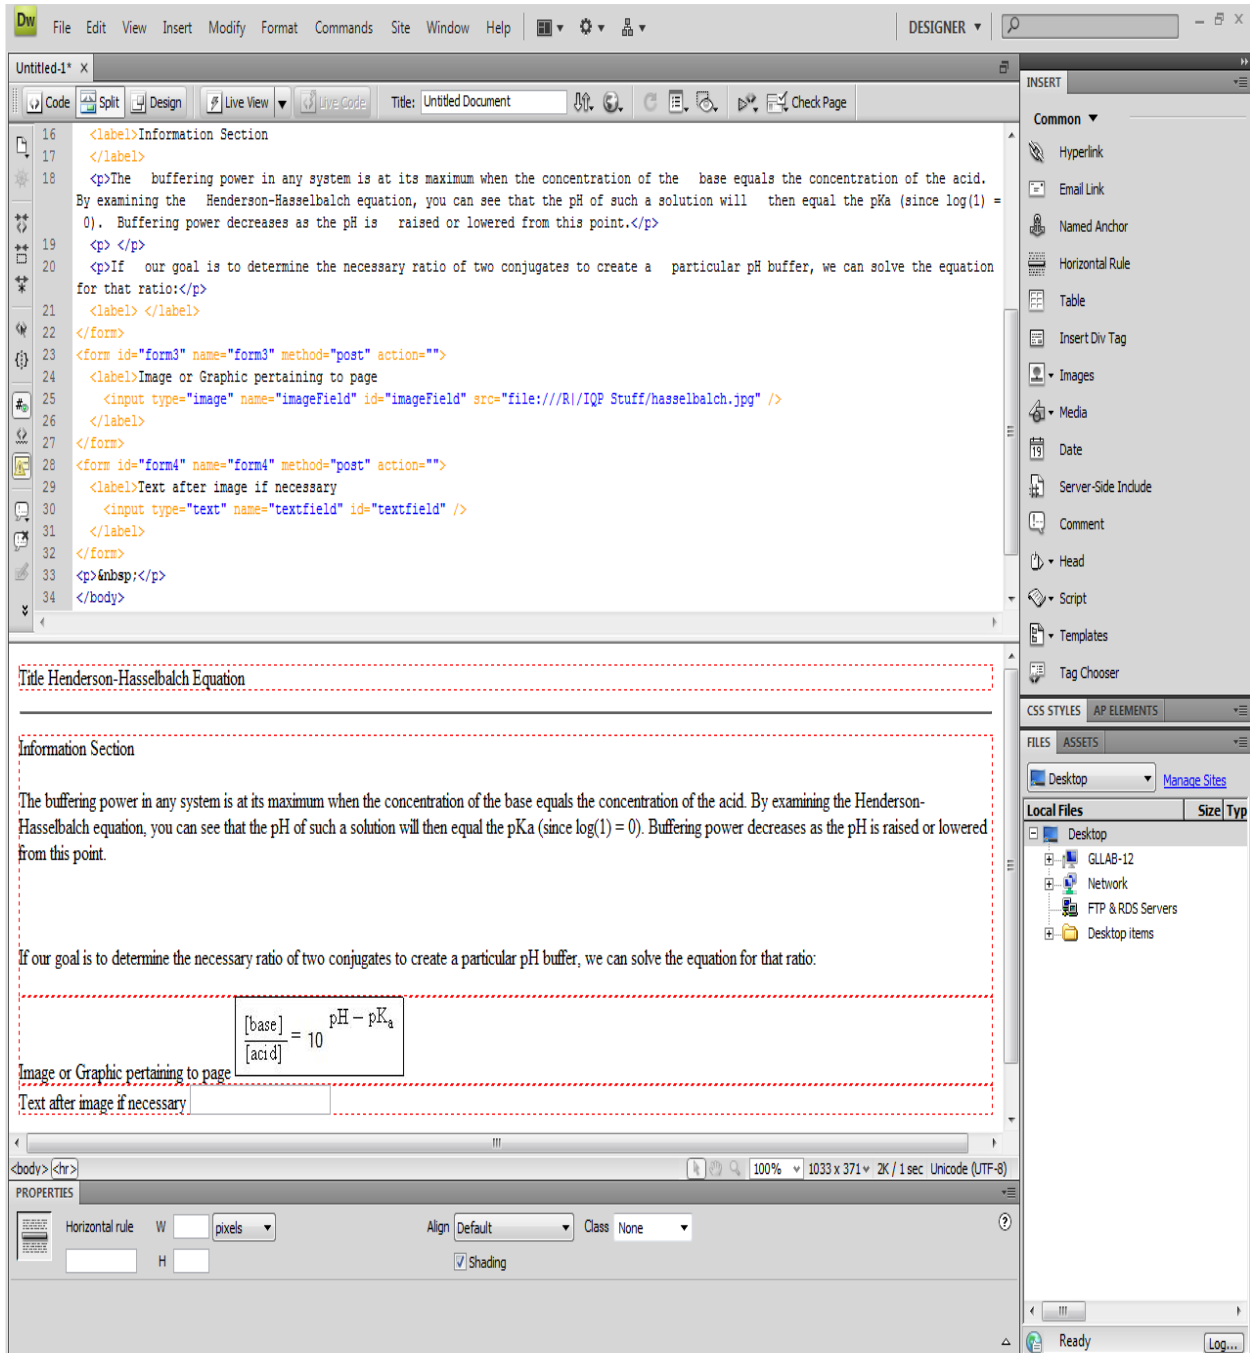 Dw File Edit View Insert Modify Format Commands Site Window Help DESIGNER
Untitled-1* ×
Code Split Design Live View Live Code Title: Untitled Document Check Page
16 <label>Information Section
17 </label>
18 <p>The buffering power in any system is at its maximum when the concentration of the base equals the concentration of the acid.
By examining the Henderson-Hasselbalch equation, you can see that the pH of such a solution will then equal the pKa (since log(1) =
0). Buffering power decreases as the pH is raised or lowered from this point.</p>
19 <p> </p>
20 <p>If our goal is to determine the necessary ratio of two conjugates to create a particular pH buffer, we can solve the equation
for that ratio:</p>
21 <label> </label>
22 </form>
23 <form id="form3" name="form3" method="post" action="">
24 <label>Image or Graphic pertaining to page
25 <input type="image" name="imageField" id="imageField" src="file:///R|/IQP Stuff/hasselbalch.jpg" />
26 </label>
27 </form>
28 <form id="form4" name="form4" method="post" action="">
29 <label>Text after image if necessary
30 <input type="text" name="textfield" id="textfield" />
31 </label>
32 </form>
33 <p>&nbsp;</p>
34 </body>
Title Henderson-Hasselbalch Equation
Information Section
The buffering power in any system is at its maximum when the concentration of the base equals the concentration of the acid. By examining the Henderson-
Hasselbalch equation, you can see that the pH of such a solution will then equal the pKa (since log(1) = 0). Buffering power decreases as the pH is raised or lowered
from this point.
If our goal is to determine the necessary ratio of two conjugates to create a particular pH buffer, we can solve the equation for that ratio:
[base]/[acid] = 10 pH − pKa
Image or Graphic pertaining to page
Text after image if necessary
<body> <hr> 100% 1033 x 371 2K / 1 sec Unicode (UTF-8)
PROPERTIES
Horizontal rule W pixels Align Default Class None
H Shading
INSERT
Common
Hyperlink
Email Link
Named Anchor
Horizontal Rule
Table
Insert Div Tag
Images
Media
19 Date
Server-Side Include
Comment
Head
Script
Templates
Tag Chooser
CSS STYLES AP ELEMENTS
FILES ASSETS
Desktop Manage Sites
Local Files Size Typ
Desktop
GLLAB-12
Network
FTP & RDS Servers
Desktop items
Ready Log...